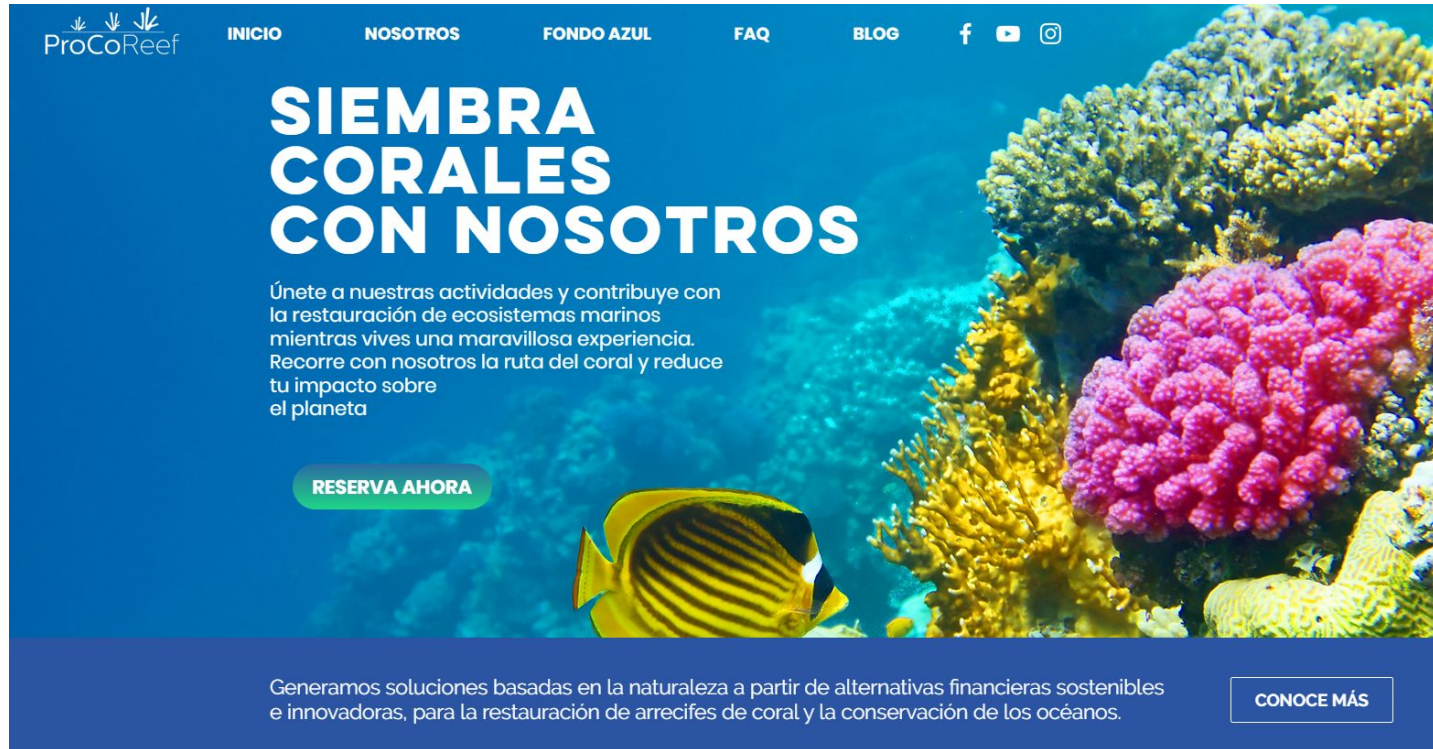 ProCoReef
INICIO NOSOTROS FONDO AZUL FAQ BLOG
SIEMBRA
CORALES
CON NOSOTROS
Únete a nuestras actividades y contribuye con
la restauración de ecosistemas marinos
mientras vives una maravillosa experiencia.
Recorre con nosotros la ruta del coral y reduce
tu impacto sobre
el planeta
RESERVA AHORA
Generamos soluciones basadas en la naturaleza a partir de alternativas financieras sostenibles
e innovadoras, para la restauración de arrecifes de coral y la conservación de los océanos.
CONOCE MÁS